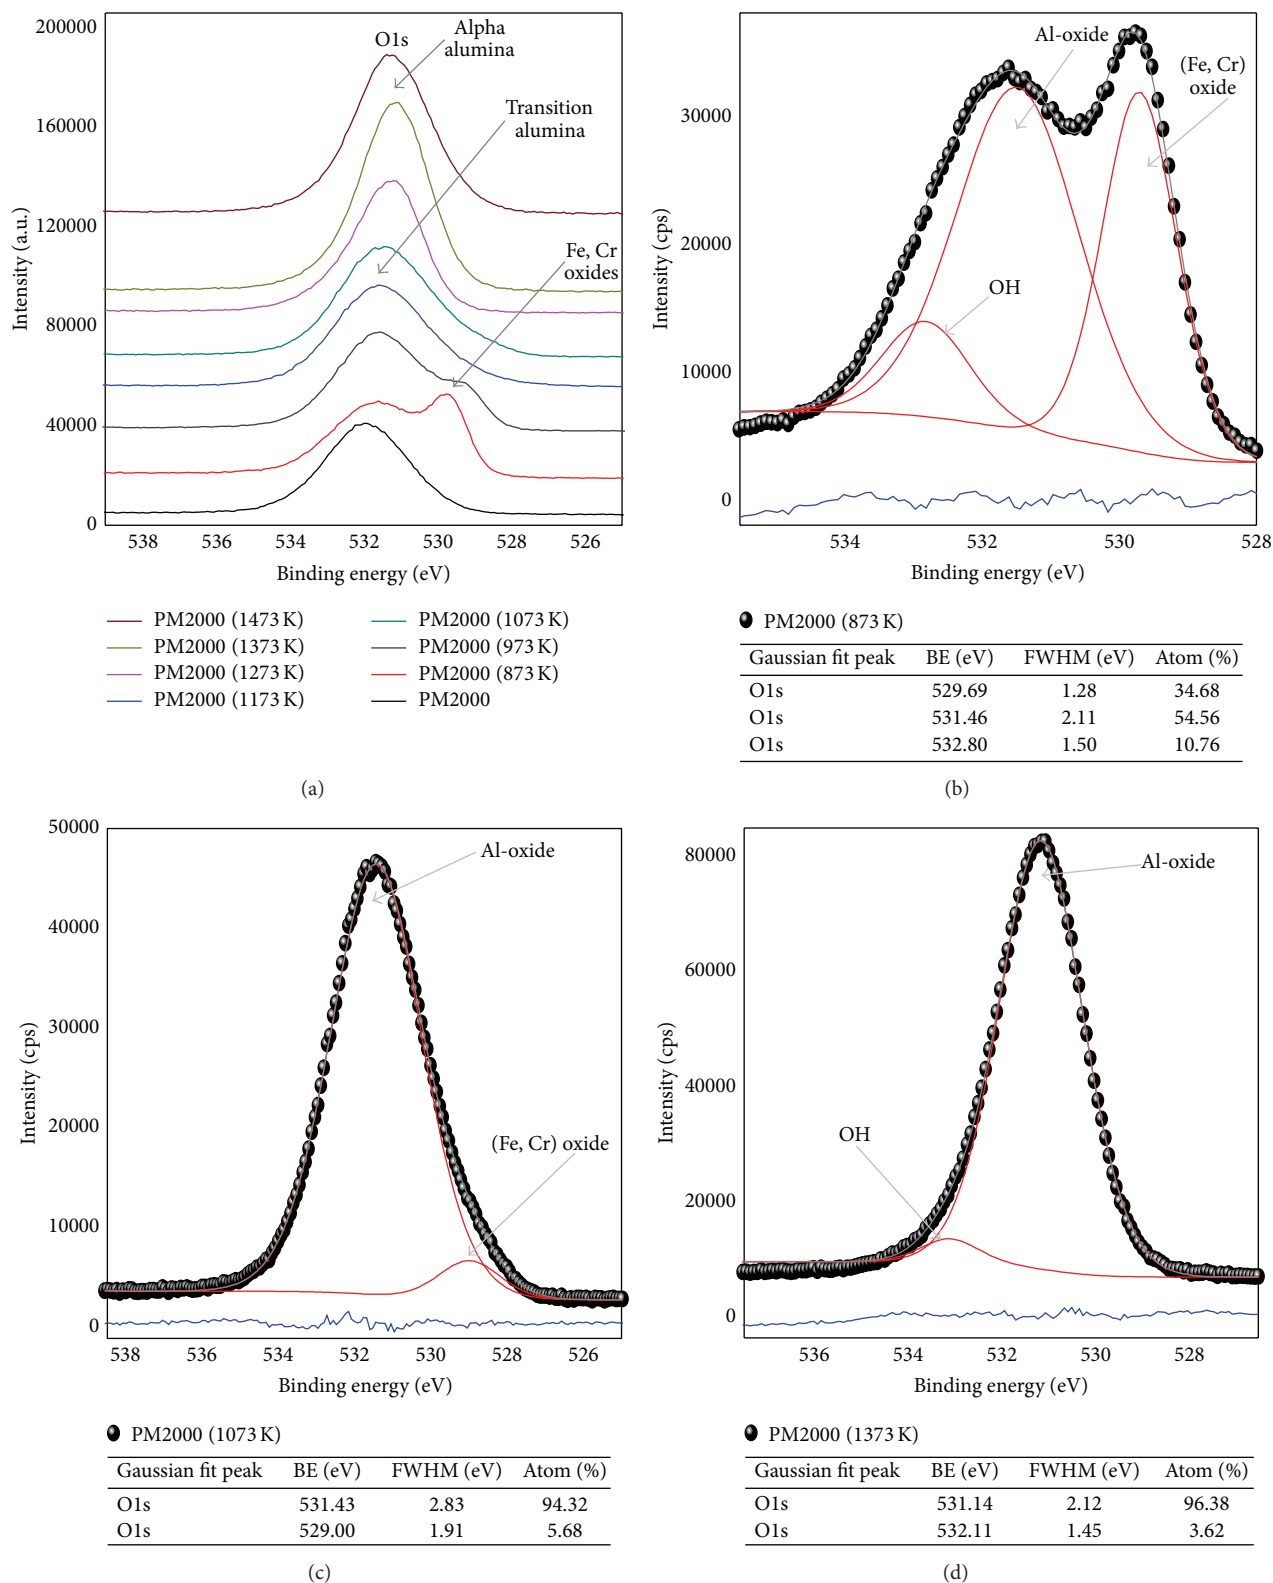 200000
160000
120000
80000
40000
0
Intensity (a.u.)
O1s
Alpha
alumina
Transition
alumina
Fe, Cr
oxides
538 536 534 532 530 528 526
Binding energy (eV)
PM2000 (1473 K) PM2000 (1073 K)
PM2000 (1373 K) PM2000 (973 K)
PM2000 (1273 K) PM2000 (873 K)
PM2000 (1173 K) PM2000
(a)
30000
20000
10000
0
Intensity (cps)
Al-oxide
(Fe, Cr)
oxide
OH
534 532 530 528
Binding energy (eV)
PM2000 (873 K)
Gaussian fit peak BE (eV) FWHM (eV) Atom (%)
O1s 529.69 1.28 34.68
O1s 531.46 2.11 54.56
O1s 532.80 1.50 10.76
(b)
50000
40000
30000
20000
10000
0
Intensity (cps)
Al-oxide
(Fe, Cr) oxide
538 536 534 532 530 528 526
Binding energy (eV)
PM2000 (1073 K)
Gaussian fit peak BE (eV) FWHM (eV) Atom (%)
O1s 531.43 2.83 94.32
O1s 529.00 1.91 5.68
(c)
80000
60000
40000
20000
0
Intensity (cps)
Al-oxide
OH
536 534 532 530 528
Binding energy (eV)
PM2000 (1373 K)
Gaussian fit peak BE (eV) FWHM (eV) Atom (%)
O1s 531.14 2.12 96.38
O1s 532.11 1.45 3.62
(d)